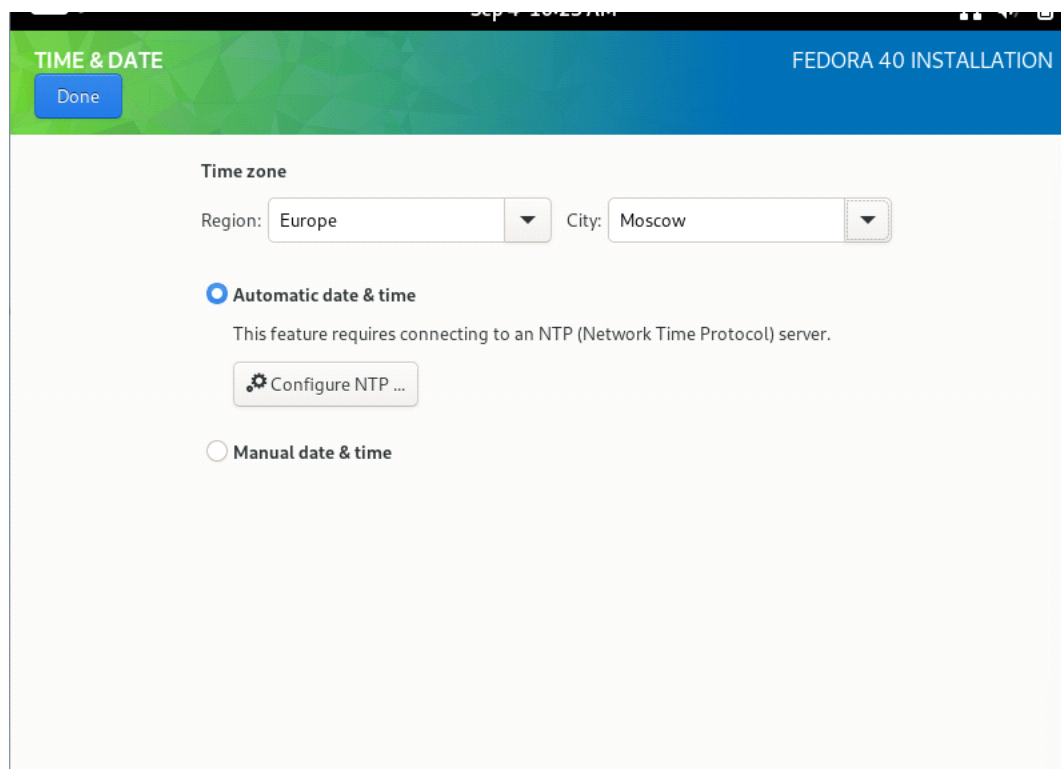 TIME & DATE
FEDORA 40 INSTALLATION
Done
Time zone
Region: Europe City: Moscow
Automatic date & time
This feature requires connecting to an NTP (Network Time Protocol) server.
Configure NTP ...
Manual date & time